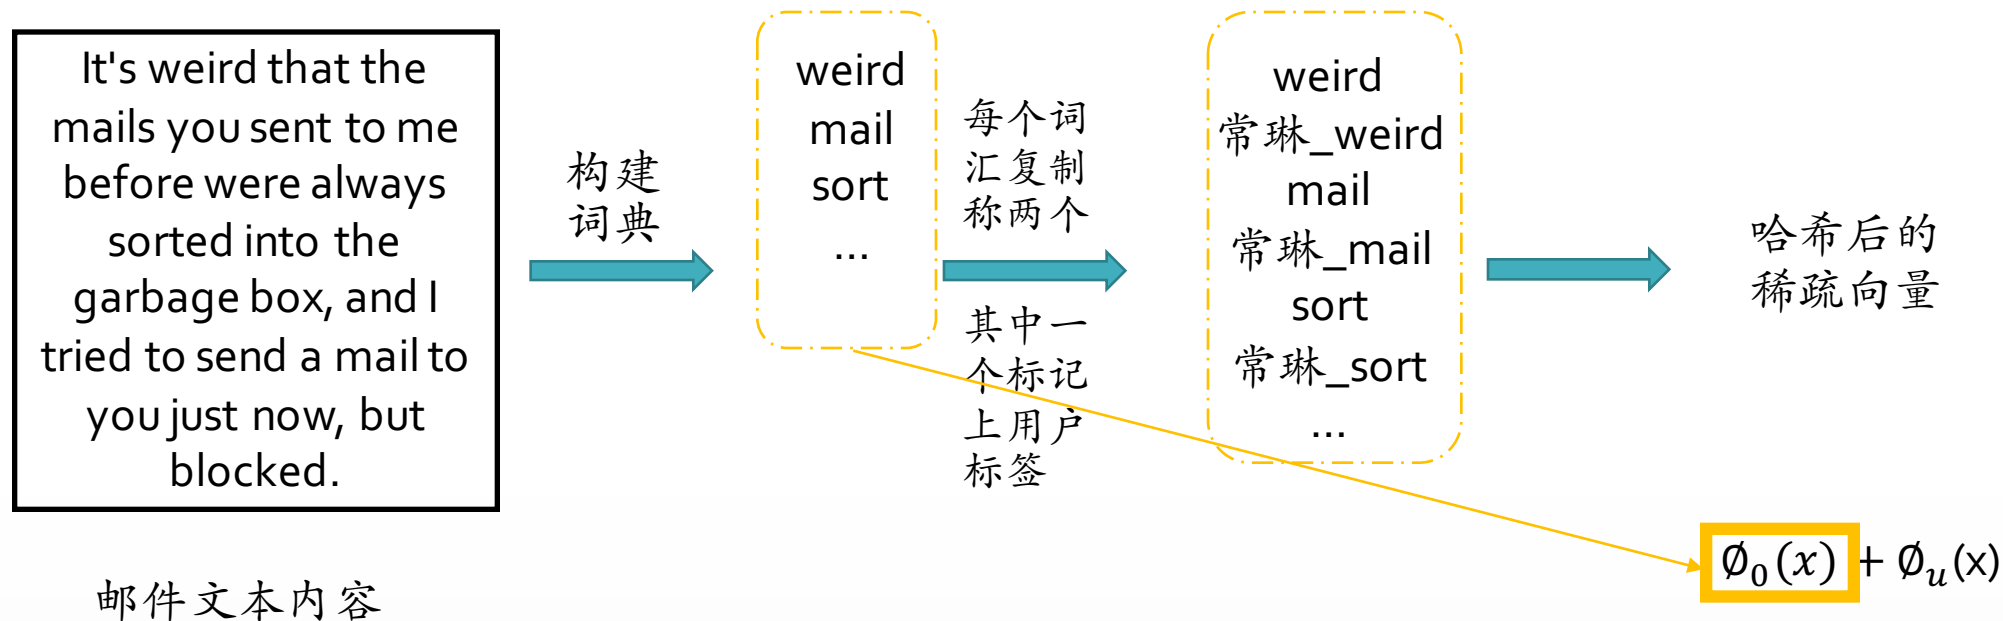 It's weird that the
mails you sent to me
before were always
sorted into the
garbage box, and I
tried to send a mail to
you just now, but
blocked.
邮件文本内容
构建
词典
weird
mail
sort
...
每个词
汇复制
称两个
其中一
个标记
上用户
标签
weird
常琳_weird
mail
常琳_mail
sort
常琳_sort
...
哈希后的
稀疏向量
∅₀(x) + ∅ᵤ(x)